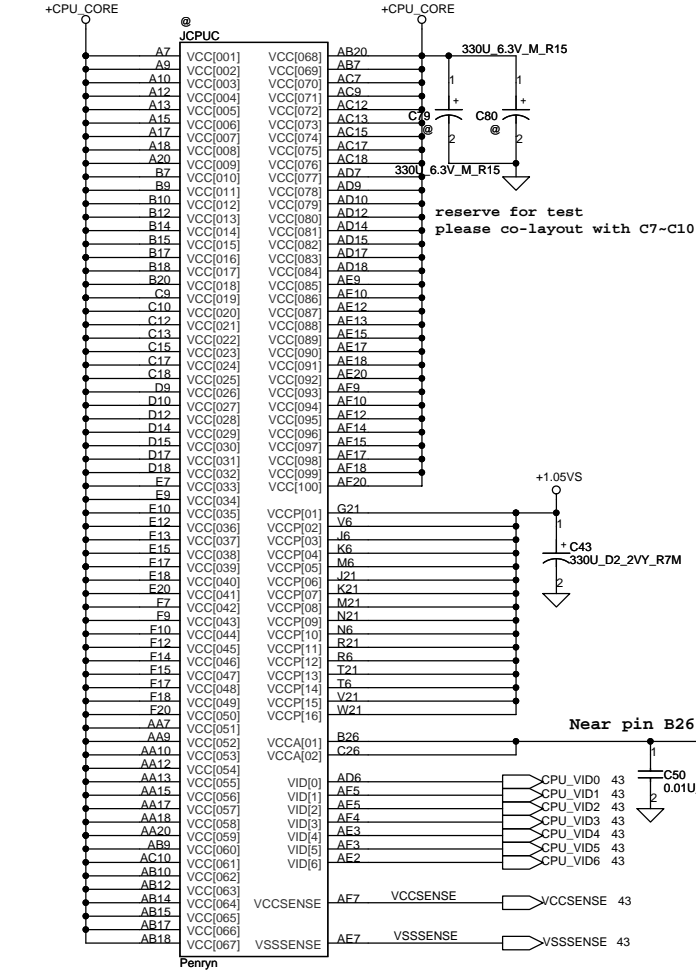 +CPU_CORE
@
JCPUC
+CPU_CORE
A7 VCC[001] VCC[068] AB20
A9 VCC[002] VCC[069] AB7
A10 VCC[003] VCC[070] AC7
A12 VCC[004] VCC[071] AC9
A13 VCC[005] VCC[072] AC12
A15 VCC[006] VCC[073] AC13
A17 VCC[007] VCC[074] AC15
A18 VCC[008] VCC[075] AC17
A20 VCC[009] VCC[076] AC18
B7 VCC[010] VCC[077] AD7
B9 VCC[011] VCC[078] AD9
B10 VCC[012] VCC[079] AD10
B12 VCC[013] VCC[080] AD12
B14 VCC[014] VCC[081] AD14
B15 VCC[015] VCC[082] AD15
B17 VCC[016] VCC[083] AD17
B18 VCC[017] VCC[084] AD18
B20 VCC[018] VCC[085] AE9
C9 VCC[019] VCC[086] AE10
C10 VCC[020] VCC[087] AE12
C12 VCC[021] VCC[088] AE13
C13 VCC[022] VCC[089] AE15
C15 VCC[023] VCC[090] AE17
C17 VCC[024] VCC[091] AE18
C18 VCC[025] VCC[092] AE20
D9 VCC[026] VCC[093] AF9
D10 VCC[027] VCC[094] AF10
D12 VCC[028] VCC[095] AF12
D14 VCC[029] VCC[096] AF14
D15 VCC[030] VCC[097] AF15
D17 VCC[031] VCC[098] AF17
D18 VCC[032] VCC[099] AF18
E7 VCC[033] VCC[100] AF20
E9 VCC[034]
E10 VCC[035] VCCP[01] G21
E12 VCC[036] VCCP[02] V6
E13 VCC[037] VCCP[03] J6
E15 VCC[038] VCCP[04] K6
E17 VCC[039] VCCP[05] M6
E18 VCC[040] VCCP[06] J21
E20 VCC[041] VCCP[07] K21
F7 VCC[042] VCCP[08] M21
F9 VCC[043] VCCP[09] N21
F10 VCC[044] VCCP[10] N6
F12 VCC[045] VCCP[11] R21
F14 VCC[046] VCCP[12] R6
F15 VCC[047] VCCP[13] T21
F17 VCC[048] VCCP[14] T6
F18 VCC[049] VCCP[15] V21
F20 VCC[050] VCCP[16] W21
AA7 VCC[051]
AA9 VCC[052] VCCA[01] B26
AA10 VCC[053] VCCA[02] C26
AA12 VCC[054]
AA13 VCC[055] VID[0] AD6 CPU_VID0 43
AA15 VCC[056] VID[1] AF5 CPU_VID1 43
AA17 VCC[057] VID[2] AE5 CPU_VID2 43
AA18 VCC[058] VID[3] AF4 CPU_VID3 43
AA20 VCC[059] VID[4] AE3 CPU_VID4 43
AB9 VCC[060] VID[5] AF3 CPU_VID5 43
AC10 VCC[061] VID[6] AE2 CPU_VID6 43
AB10 VCC[062]
AB12 VCC[063]
AB14 VCC[064] VCCSENSE AF7 VCCSENSE VCCSENSE 43
AB15 VCC[065]
AB17 VCC[066]
AB18 VCC[067] VSSSENSE AE7 VSSSENSE VSSSENSE 43
Penryn
330U_6.3V_M_R15
1 1
+ +
C79 C80
@ @
2 2
330U_6.3V_M_R15
reserve for test
please co-layout with C7~C10
+1.05VS
1
+ C43
330U_D2_2VY_R7M
2
Near pin B26
1
C50
0.01U
2